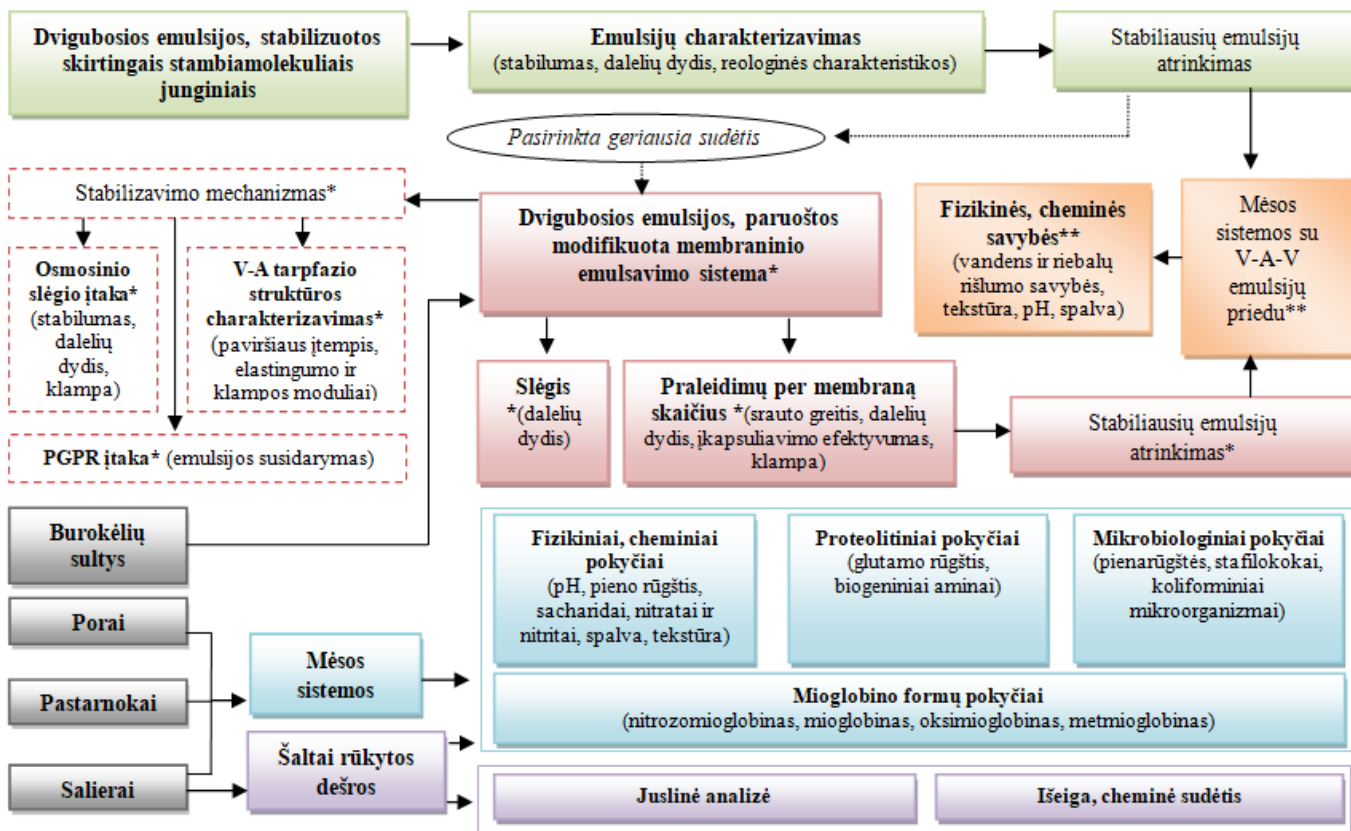 Dvigubosios emulsijos, stabilizuotos
skirtingais stambiamolekuliais
junginiais
Emulsijų charakterizavimas
(stabilumas, dalelių dydis, reologinės charakteristikos)
Stabiliausių emulsijų
atrinkimas
Pasirinkta geriausia sudėtis
Stabilizavimo mechanizmas*
Osmosinio
slėgio įtaka*
(stabilumas,
dalelių
dydis,
klampa)
V-A tarpfazio
struktūros
charakterizavimas*
(paviršiaus įtempis,
elastingumo ir
klampos moduliai)
PGPR įtaka* (emulsijos susidarymas)
Dvigubosios emulsijos, paruoštos
modifikuota membraninio
emulsavimo sistema*
Fizikinės, cheminės
savybės**
(vandens ir riebalų
rišlumo savybės,
tekstūra, pH, spalva)
Mėsos
sistemos su
V-A-V
emulsijų
priedu**
Slėgis
*(dalelių
dydis)
Praleidimų per membraną
skaičius *(srauto greitis, dalelių
dydis, įkapsuliavimo efektyvumas,
klampa)
Stabiliausių emulsijų
atrinkimas*
Burokėlių
sultys
Porai
Pastarnokai
Salierai
Mėsos
sistemos
Šaltai rūkytos
dešros
Fizikiniai, cheminiai
pokyčiai
(pH, pieno rūgštis,
sacharidai, nitratai ir
nitritai, spalva, tekstūra)
Proteolitiniai pokyčiai
(glutamo rūgštis,
biogeniniai aminai)
Mikrobiologiniai pokyčiai
(pienarūgštės, stafilokokai,
koliforminiai
mikroorganizmai)
Mioglobino formų pokyčiai
(nitrozomioglobinas, mioglobinas, oksimioglobinas, metmioglobinas)
Juslinė analizė
Išeiga, cheminė sudėtis